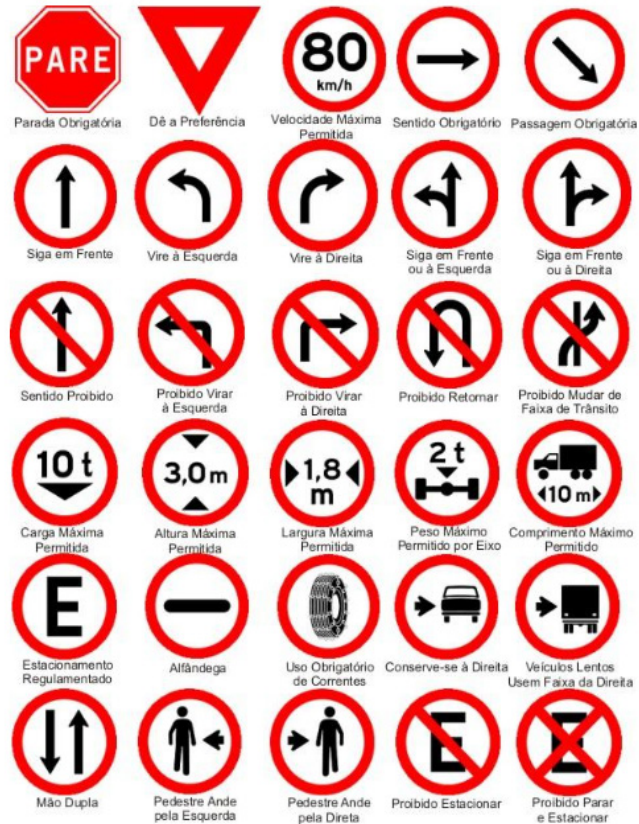 PARE
80
km/h
Parada Obrigatória
Dê a Preferência
Velocidade Máxima
Permitida
Sentido Obrigatório
Passagem Obrigatória
Siga em Frente
Vire à Esquerda
Vire à Direita
Siga em Frente
ou à Esquerda
Siga em Frente
ou à Direita
Sentido Proibido
Proibido Virar
à Esquerda
Proibido Virar
à Direita
Proibido Retornar
Proibido Mudar de
Faixa de Trânsito
10 t
3,0 m
1,8
m
2 t
10 m
Carga Máxima
Permitida
Altura Máxima
Permitida
Largura Máxima
Permitida
Peso Máximo
Permitido por Eixo
Comprimento Máximo
Permitido
E
Estacionamento
Regulamentado
Alfândega
Uso Obrigatório
de Correntes
Conserve-se à Direita
Veículos Lentos
Usem Faixa da Direita
E
E
Mão Dupla
Pedestre Ande
pela Esquerda
Pedestre Ande
pela Direta
Proibido Estacionar
Proibido Parar
e Estacionar